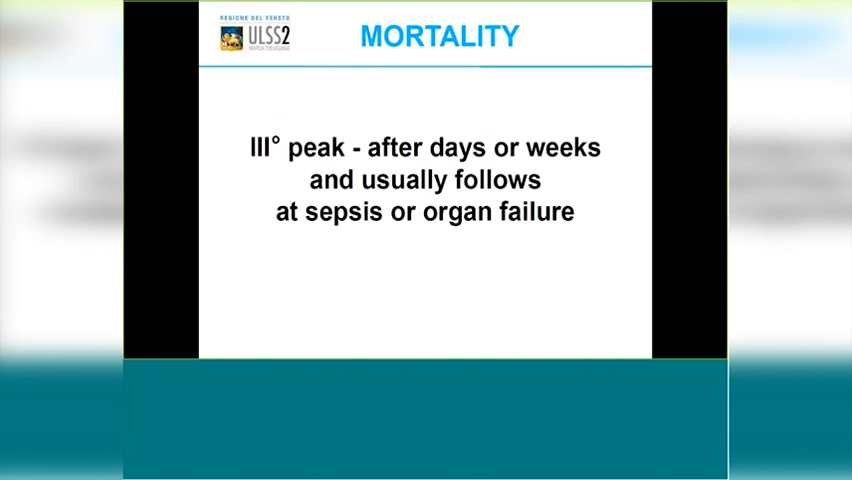 REGIONE DEL VENETO
ULSS2
MORTALITY
III° peak - after days or weeks
and usually follows
at sepsis or organ failure